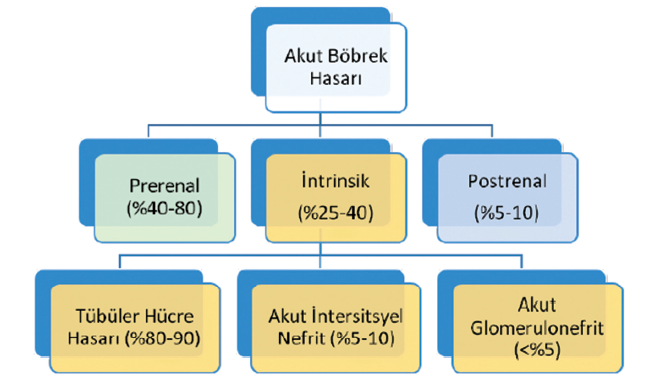 Akut Böbrek
Hasarı
Prerenal
(%40-80)
İntrinsik
(%25-40)
Postrenal
(%5-10)
Tübüler Hücre
Hasarı (%80-90)
Akut İntersitsyel
Nefrit (%5-10)
Akut
Glomerulonefrit
(<%5)